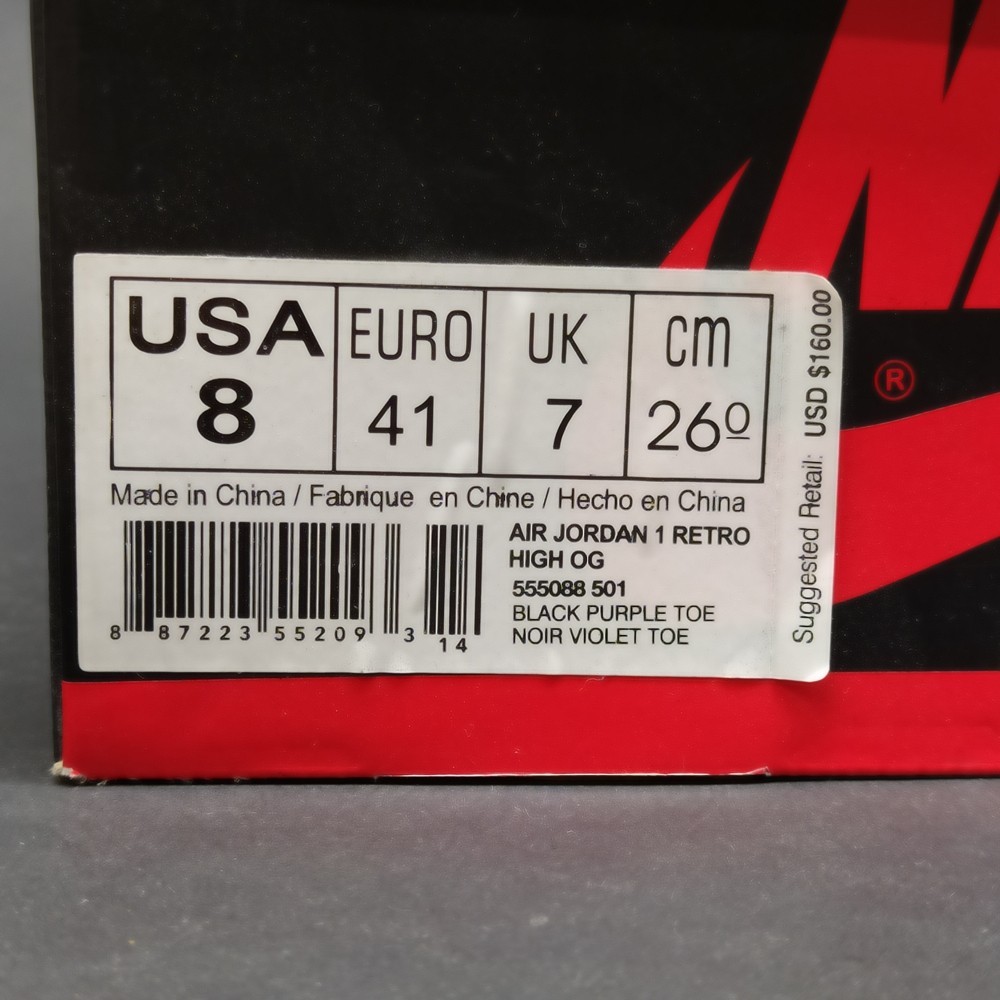 USA EURO UK cm
8 41 7 26º
Made in China / Fabrique en Chine / Hecho en China
AIR JORDAN 1 RETRO
HIGH OG
555088 501
BLACK PURPLE TOE
NOIR VIOLET TOE
8 87223 55209 3 14
Suggested Retail: USD $160.00
®